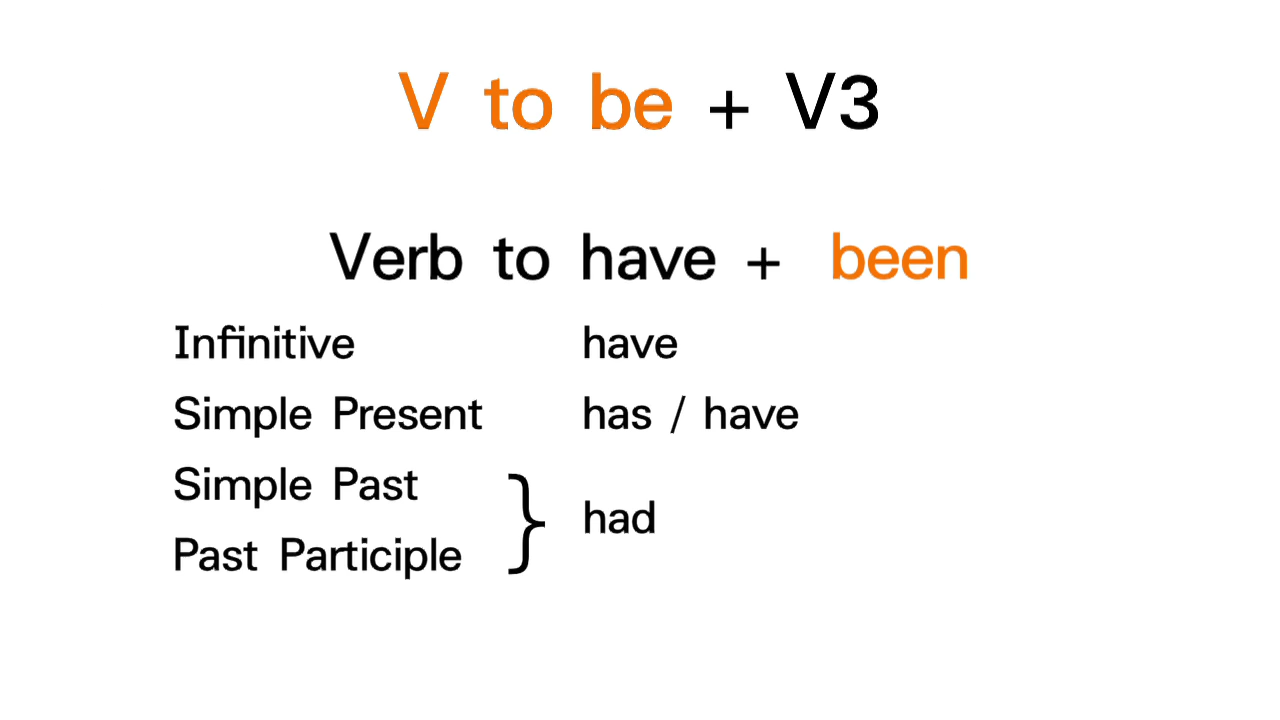 V to be + V3
Verb to have + been
Infinitive have
Simple Present has / have
Simple Past
} had
Past Participle